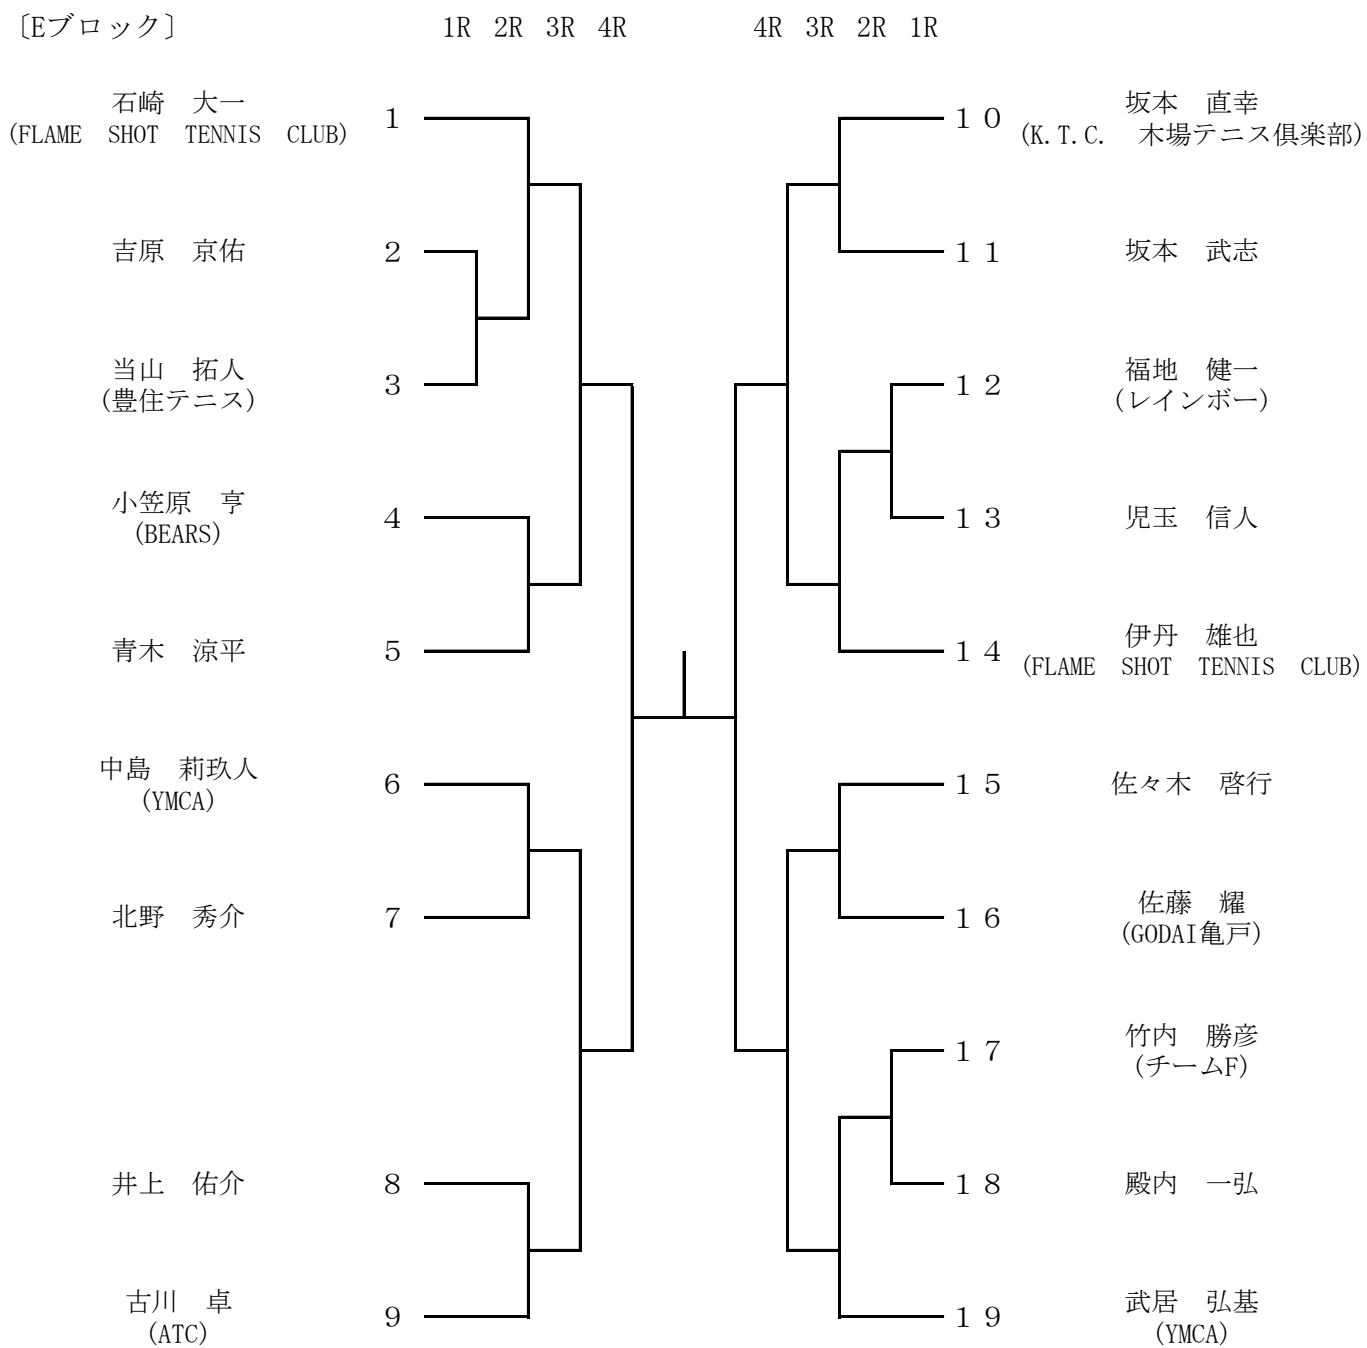 〔Eブロック〕 1R 2R 3R 4R 4R 3R 2R 1R
石崎　大一
(FLAME　SHOT　TENNIS　CLUB)
1
吉原　京佑
2
当山　拓人
(豊住テニス)
3
小笠原　亨
(BEARS)
4
青木　涼平
5
中島　莉玖人
(YMCA)
6
北野　秀介
7
井上　佑介
8
古川　卓
(ATC)
9
10
坂本　直幸
(K.T.C.　木場テニス倶楽部)
11
坂本　武志
12
福地　健一
(レインボー)
13
児玉　信人
14
伊丹　雄也
(FLAME　SHOT　TENNIS　CLUB)
15
佐々木　啓行
16
佐藤　耀
(GODAI亀戸)
17
竹内　勝彦
(チームF)
18
殿内　一弘
19
武居　弘基
(YMCA)